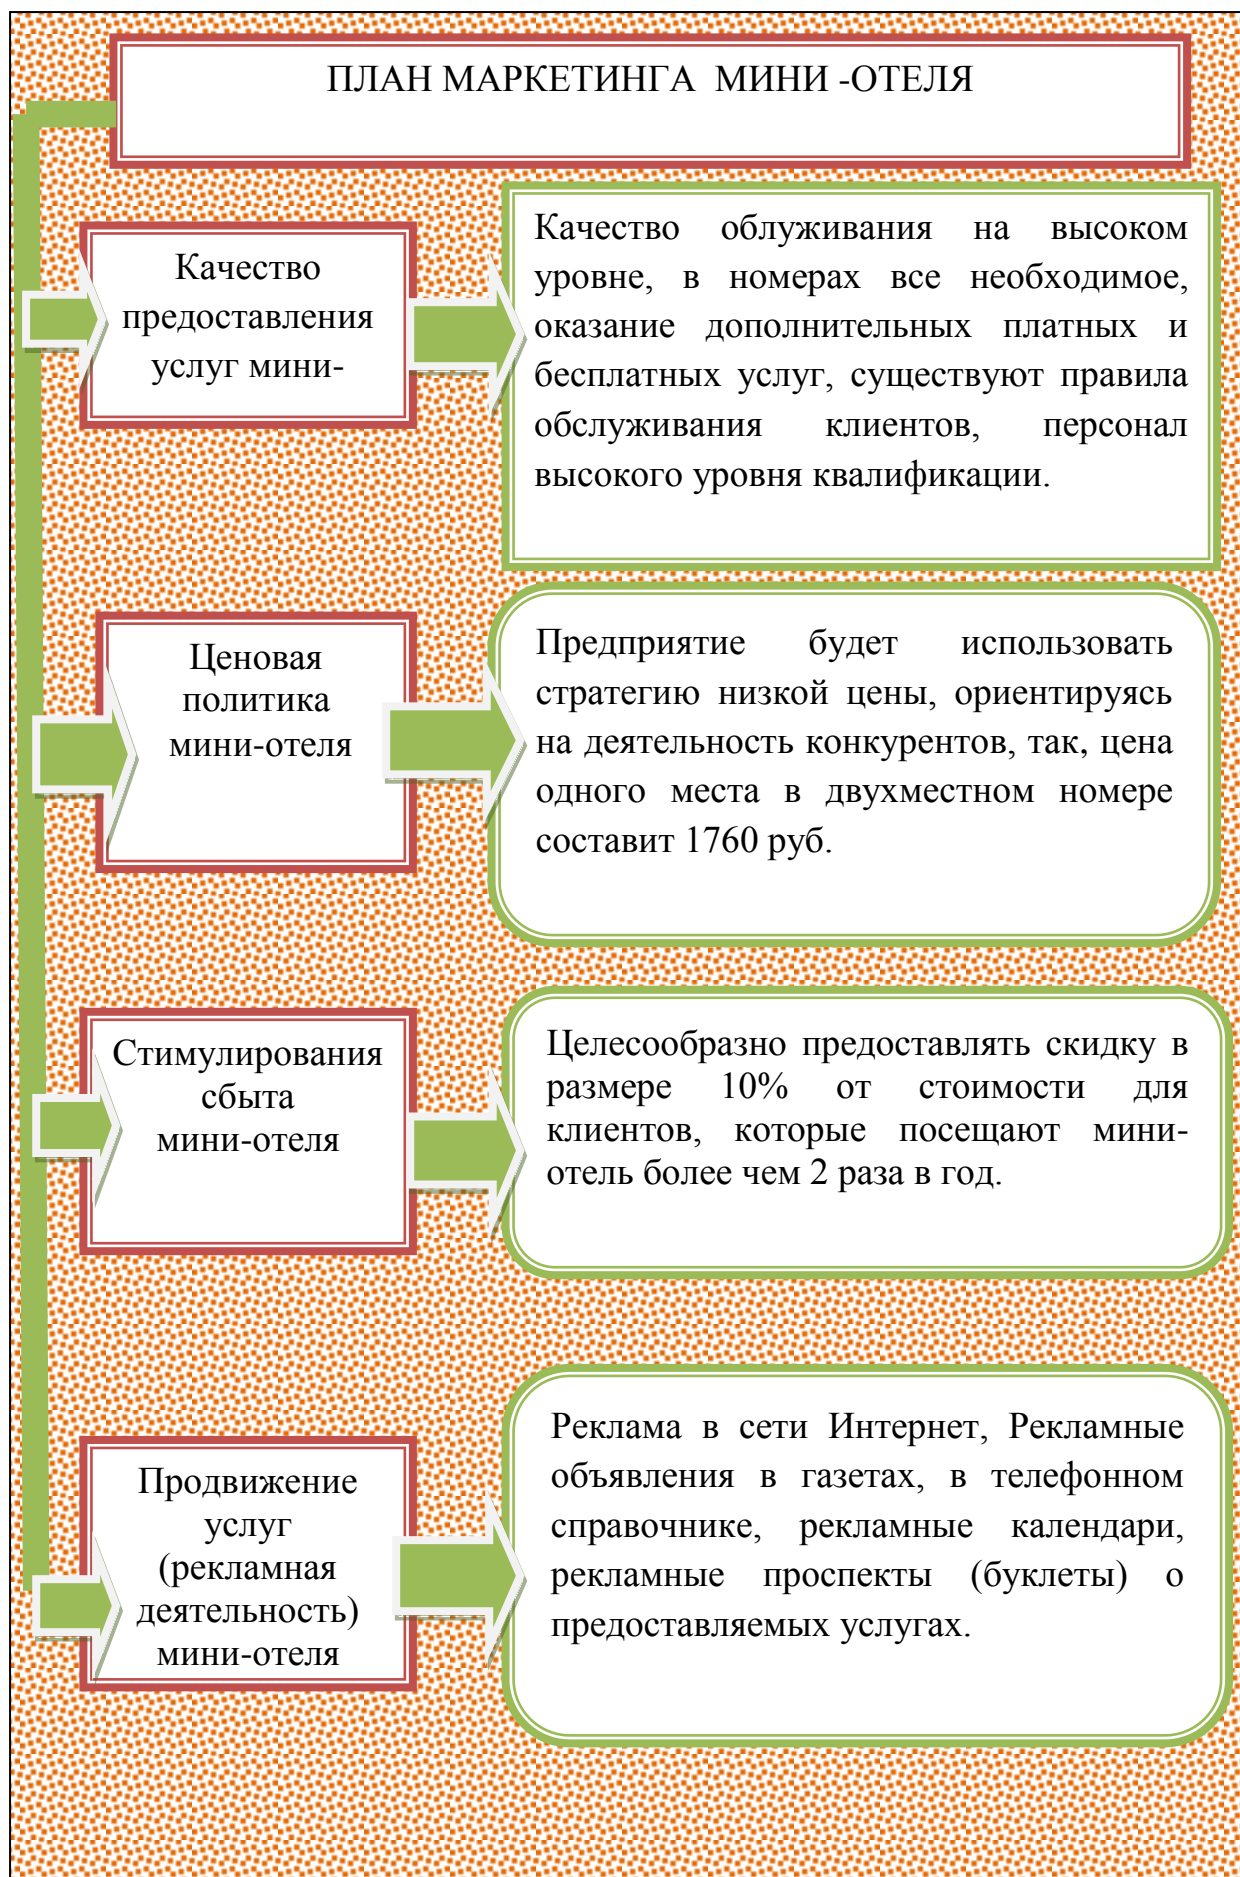 ПЛАН МАРКЕТИНГА МИНИ -ОТЕЛЯ
Качество
предоставления
услуг мини-
Качество облуживания на высоком
уровне, в номерах все необходимое,
оказание дополнительных платных и
бесплатных услуг, существуют правила
обслуживания клиентов, персонал
высокого уровня квалификации.
Ценовая
политика
мини-отеля
Предприятие будет использовать
стратегию низкой цены, ориентируясь
на деятельность конкурентов, так, цена
одного места в двухместном номере
составит 1760 руб.
Стимулирования
сбыта
мини-отеля
Целесообразно предоставлять скидку в
размере 10% от стоимости для
клиентов, которые посещают мини-
отель более чем 2 раза в год.
Продвижение
услуг
(рекламная
деятельность)
мини-отеля
Реклама в сети Интернет, Рекламные
объявления в газетах, в телефонном
справочнике, рекламные календари,
рекламные проспекты (буклеты) о
предоставляемых услугах.